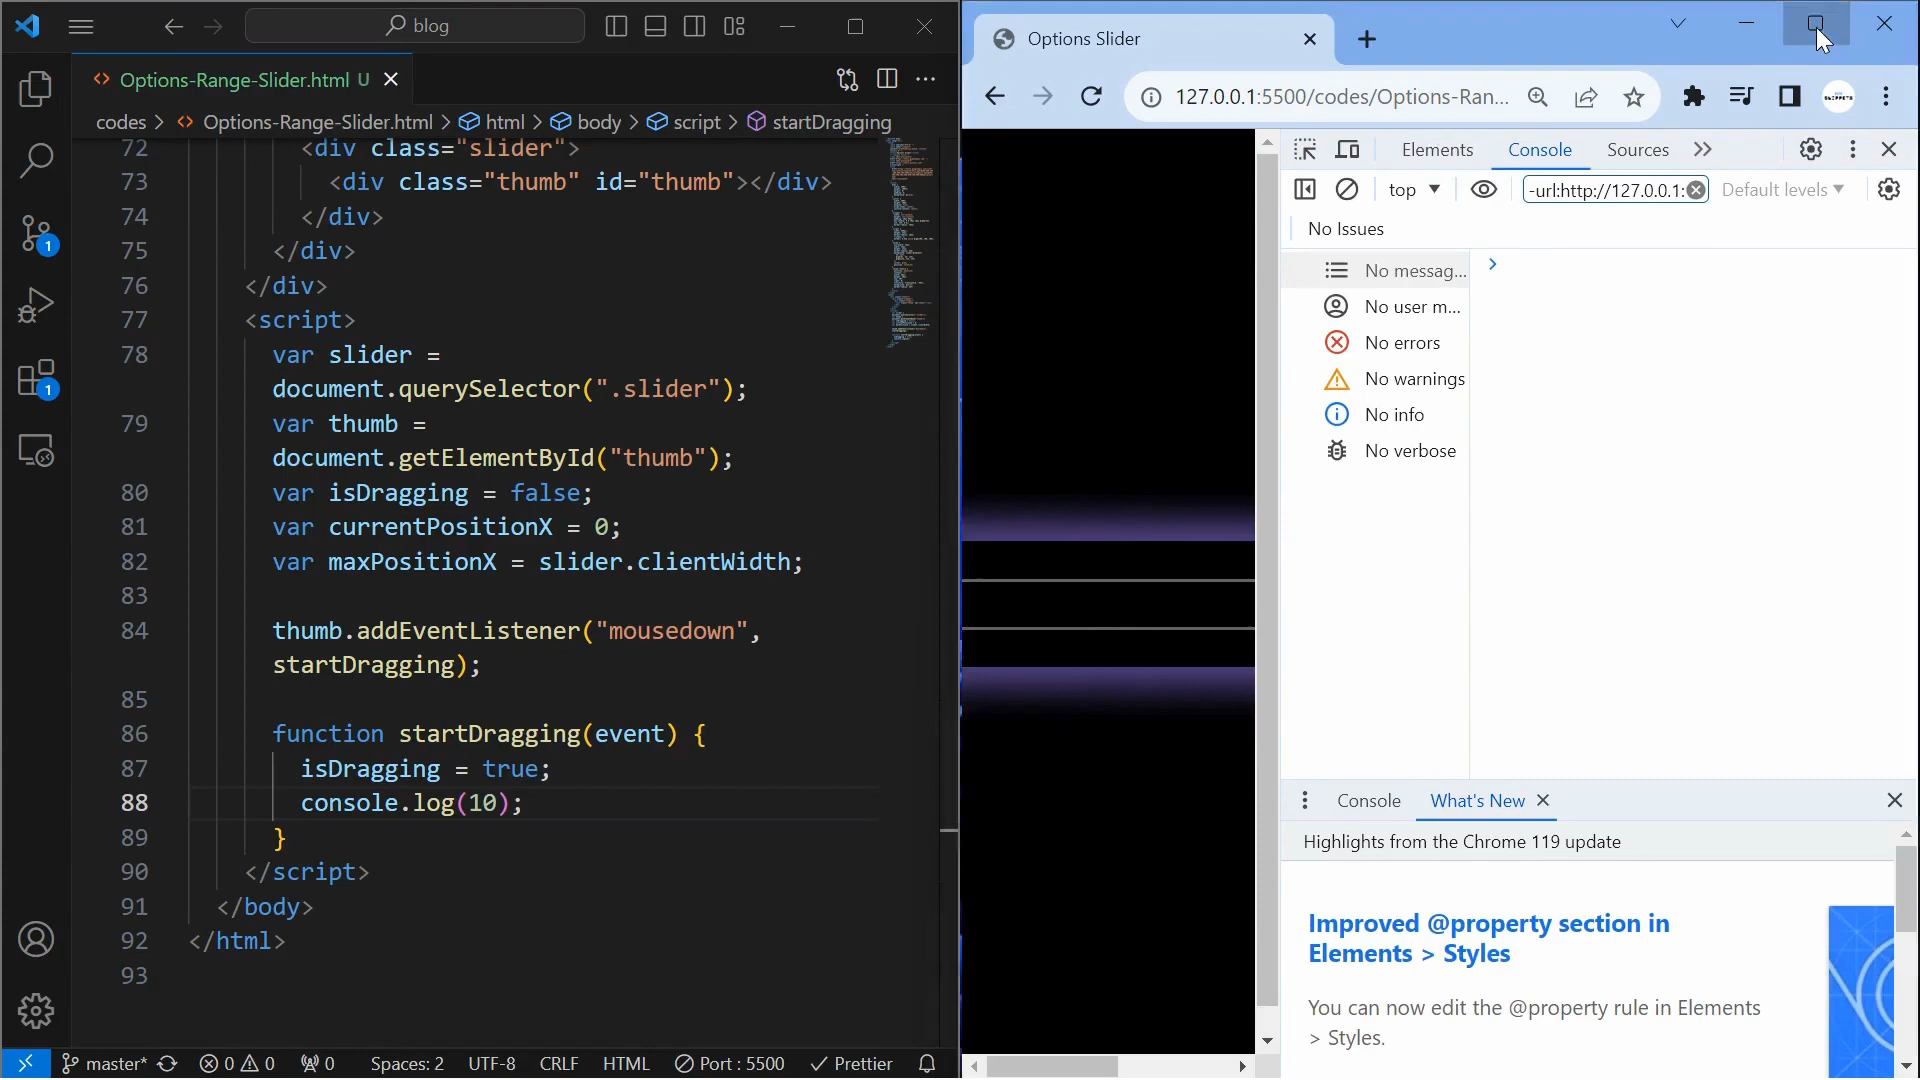 blog
Options-Range-Slider.html U
codes > Options-Range-Slider.html > html > body > script > startDragging
72 <div class="slider">
73 <div class="thumb" id="thumb"></div>
74 </div>
75 </div>
76 </div>
77 <script>
78 var slider =
document.querySelector(".slider");
79 var thumb =
document.getElementById("thumb");
80 var isDragging = false;
81 var currentPositionX = 0;
82 var maxPositionX = slider.clientWidth;
83
84 thumb.addEventListener("mousedown",
startDragging);
85
86 function startDragging(event) {
87 isDragging = true;
88 console.log(10);
89 }
90 </script>
91 </body>
92 </html>
93
1
1
master* 0 0 0 Spaces: 2 UTF-8 CRLF HTML Port : 5500 Prettier
Options Slider
127.0.0.1:5500/codes/Options-Ran...
Elements Console Sources
top -url:http://127.0.0.1: Default levels
No Issues
No messag...
No user m...
No errors
No warnings
No info
No verbose
Console What's New
Highlights from the Chrome 119 update
Improved @property section in
Elements > Styles
You can now edit the @property rule in Elements
> Styles.